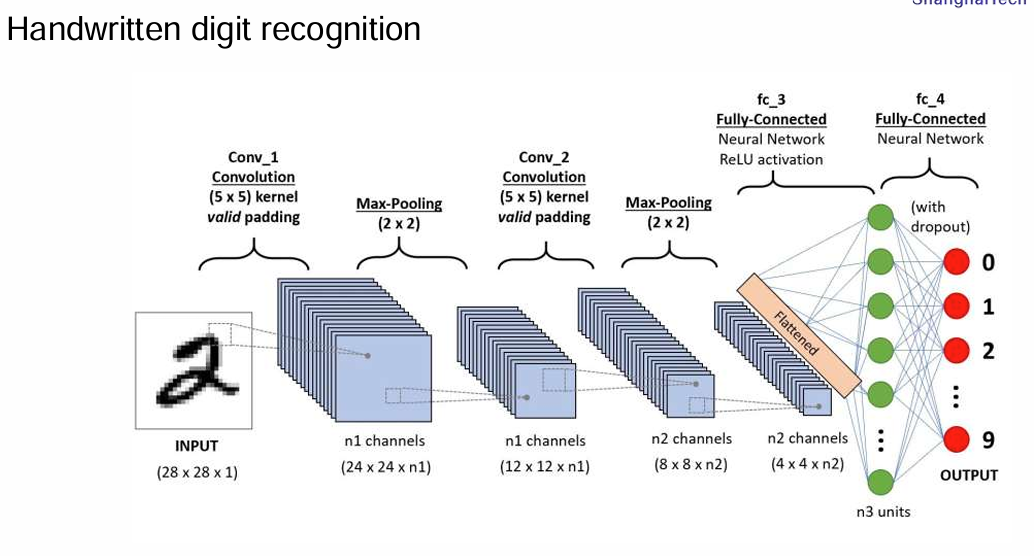 ShanghaiTech
Handwritten digit recognition
Conv_1
Convolution
(5 x 5) kernel
valid padding
Max-Pooling
(2 x 2)
Conv_2
Convolution
(5 x 5) kernel
valid padding
Max-Pooling
(2 x 2)
fc_3
Fully-Connected
Neural Network
ReLU activation
fc_4
Fully-Connected
Neural Network
(with
dropout)
2
Flattened
0
1
2
9
OUTPUT
INPUT
(28 x 28 x 1)
n1 channels
(24 x 24 x n1)
n1 channels
(12 x 12 x n1)
n2 channels
(8 x 8 x n2)
n2 channels
(4 x 4 x n2)
n3 units